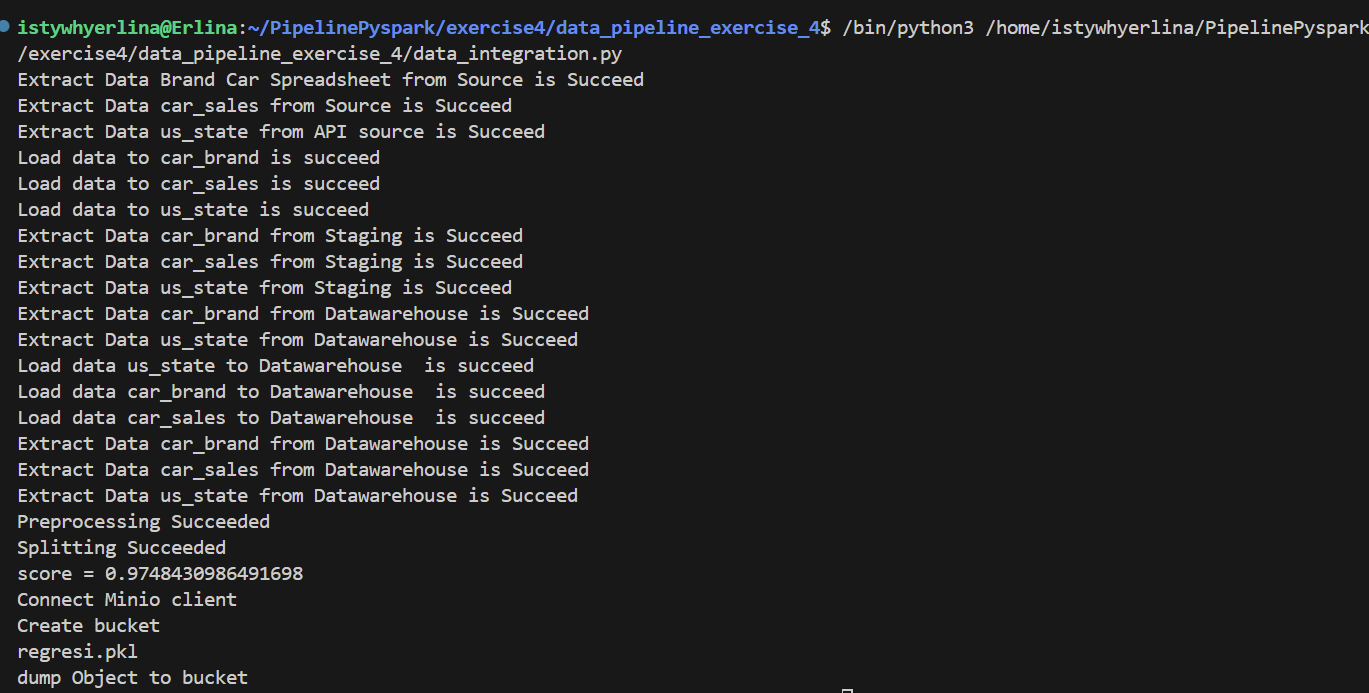 istywhyerlina@Erlina:~/PipelinePyspark/exercise4/data_pipeline_exercise_4$ /bin/python3 /home/istywhyerlina/PipelinePyspark
/exercise4/data_pipeline_exercise_4/data_integration.py
Extract Data Brand Car Spreadsheet from Source is Succeed
Extract Data car_sales from Source is Succeed
Extract Data us_state from API source is Succeed
Load data to car_brand is succeed
Load data to car_sales is succeed
Load data to us_state is succeed
Extract Data car_brand from Staging is Succeed
Extract Data car_sales from Staging is Succeed
Extract Data us_state from Staging is Succeed
Extract Data car_brand from Datawarehouse is Succeed
Extract Data us_state from Datawarehouse is Succeed
Load data us_state to Datawarehouse  is succeed
Load data car_brand to Datawarehouse  is succeed
Load data car_sales to Datawarehouse  is succeed
Extract Data car_brand from Datawarehouse is Succeed
Extract Data car_sales from Datawarehouse is Succeed
Extract Data us_state from Datawarehouse is Succeed
Preprocessing Succeeded
Splitting Succeeded
score = 0.9748430986491698
Connect Minio client
Create bucket
regresi.pkl
dump Object to bucket